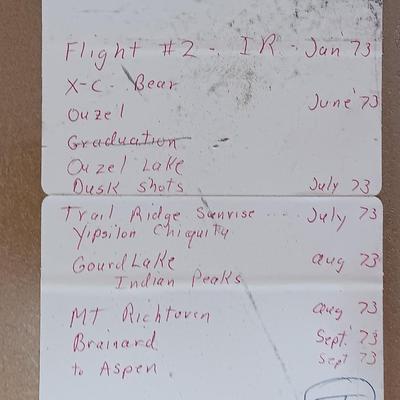 Flight #2 - IR - Jan '73
X-C - Bear
Ouzel June '73
Graduation
Ouzel Lake
Dusk Shots July 73
Trail Ridge Sunrise .... July 73
Ypsilon Chiquita
Gourd Lake aug 73
Indian Peaks
MT Richtoven aug 73
Brainard Sept. 73
to Aspen Sept 73